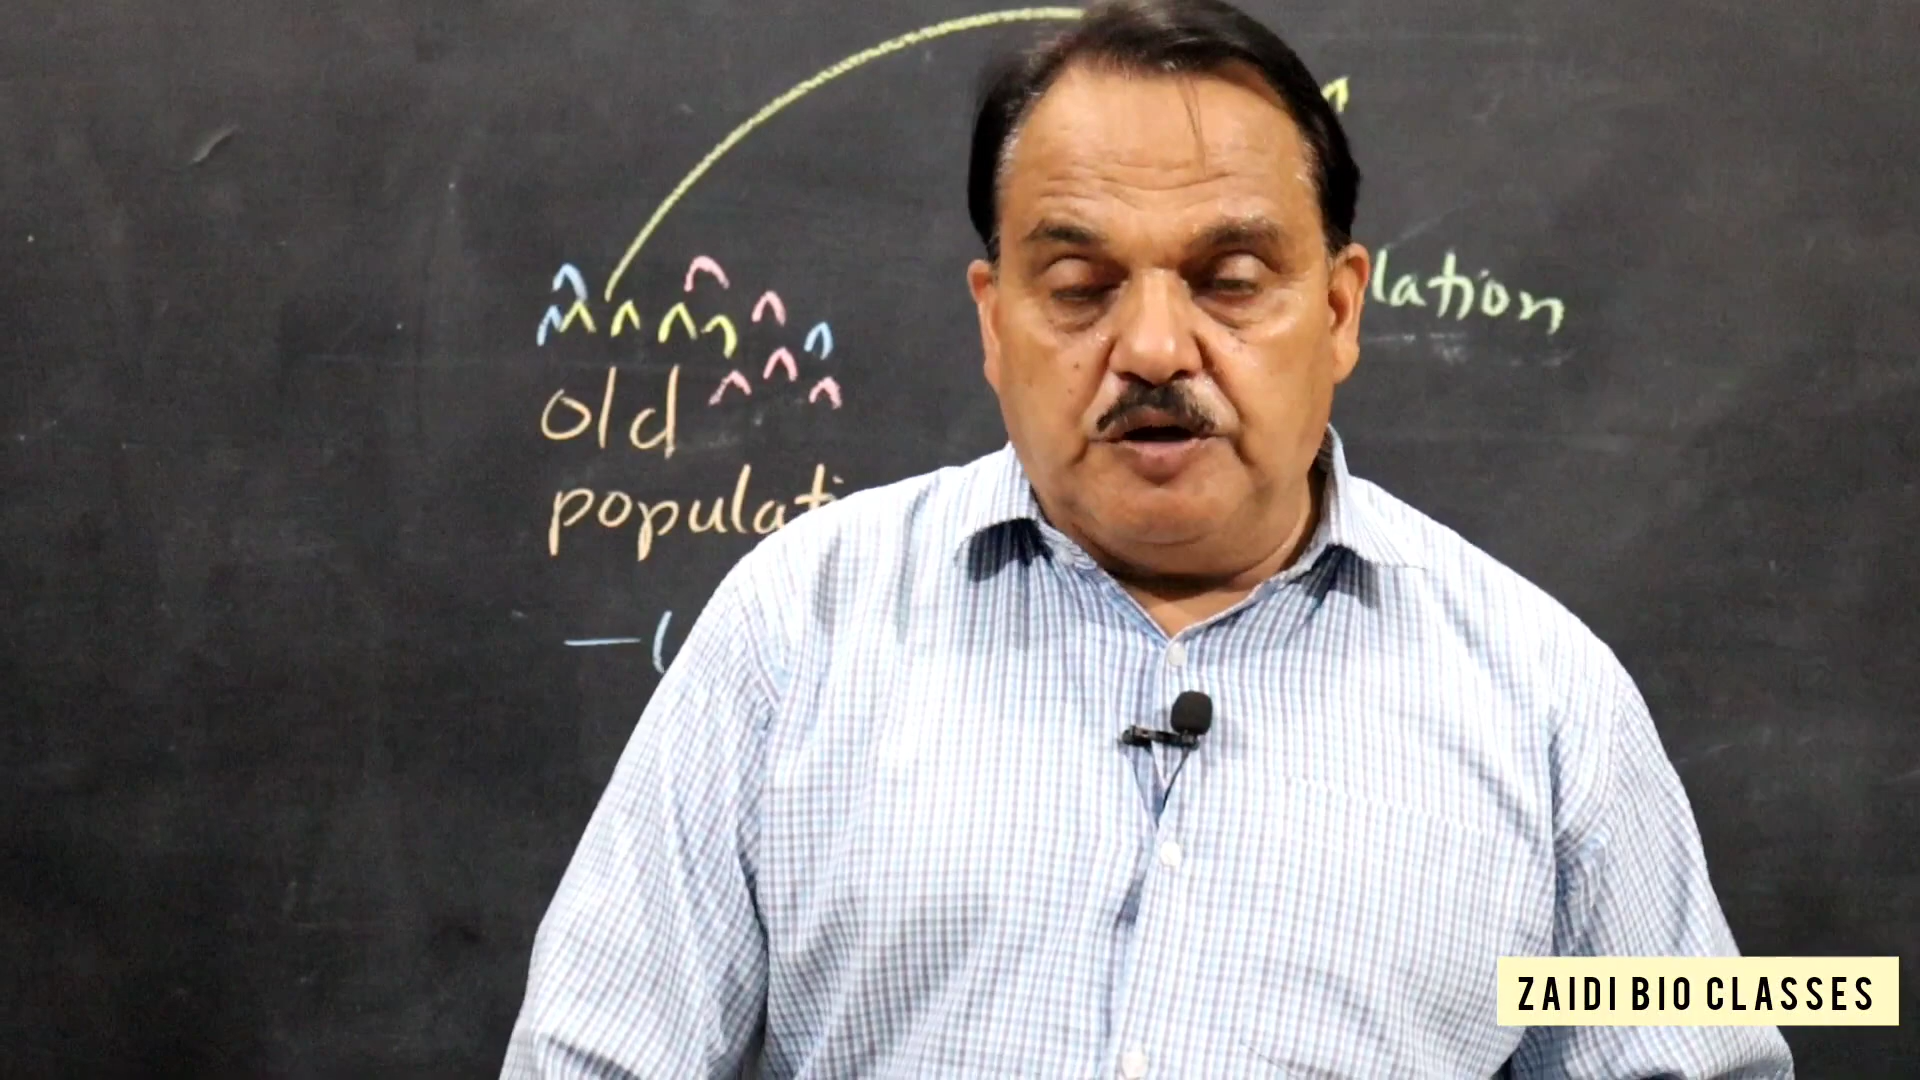 lation
old
populati
ZAIDI BIO CLASSES